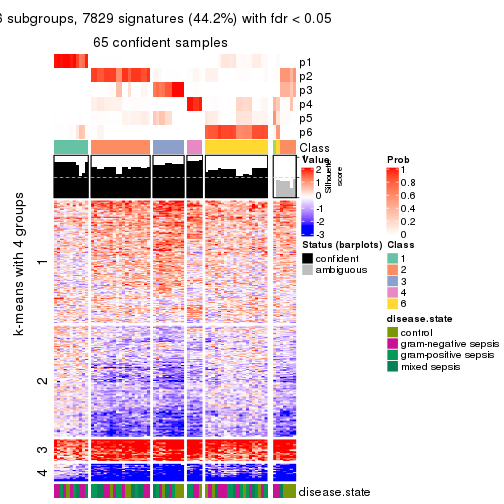 6 subgroups, 7829 signatures (44.2%) with fdr < 0.05
65 confident samples
p1
p2
p3
p4
p5
p6
Class
Silhouette score
k-means with 4 groups
1
2
3
4
disease.state
Value
2
1
0
-1
-2
-3
Status (barplots)
confident
ambiguous
Prob
1
0.8
0.6
0.4
0.2
0
Class
1
2
3
4
6
disease.state
control
gram-negative sepsis
gram-positive sepsis
mixed sepsis